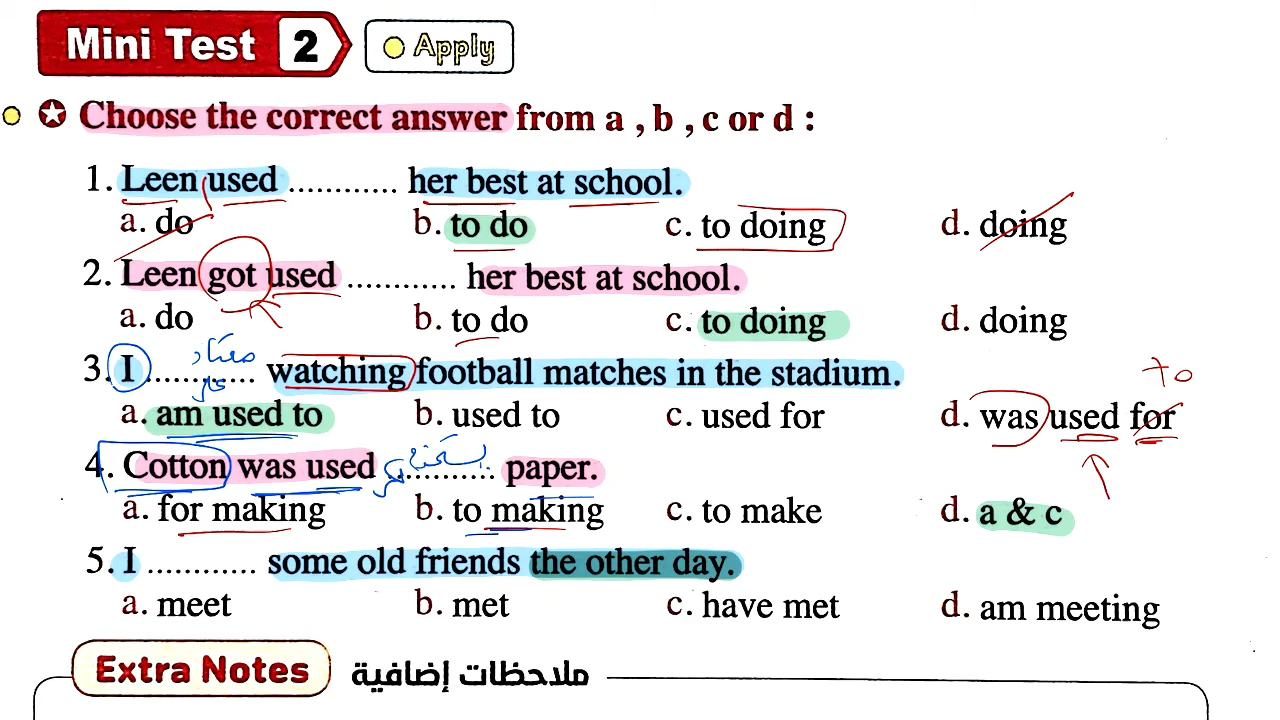 Mini Test 2 Apply
Choose the correct answer from a , b , c or d :
1. Leen used ............ her best at school.
a. do b. to do c. to doing d. doing
2. Leen got used ............ her best at school.
a. do b. to do c. to doing d. doing
معتاد
3. I ............ watching football matches in the stadium.
to
a. am used to b. used to c. used for d. was used for
4. Cotton was used ............ paper.
a. for making b. to making c. to make d. a & c
5. I ............ some old friends the other day.
a. meet b. met c. have met d. am meeting
Extra Notes ملاحظات إضافية